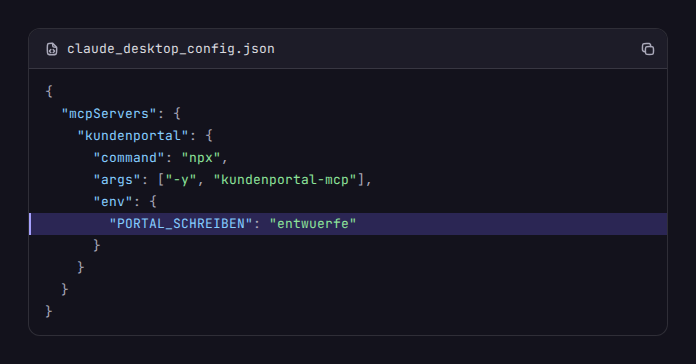 claude_desktop_config.json
{
  "mcpServers": {
    "kundenportal": {
      "command": "npx",
      "args": ["-y", "kundenportal-mcp"],
      "env": {
        "PORTAL_SCHREIBEN": "entwuerfe"
      }
    }
  }
}